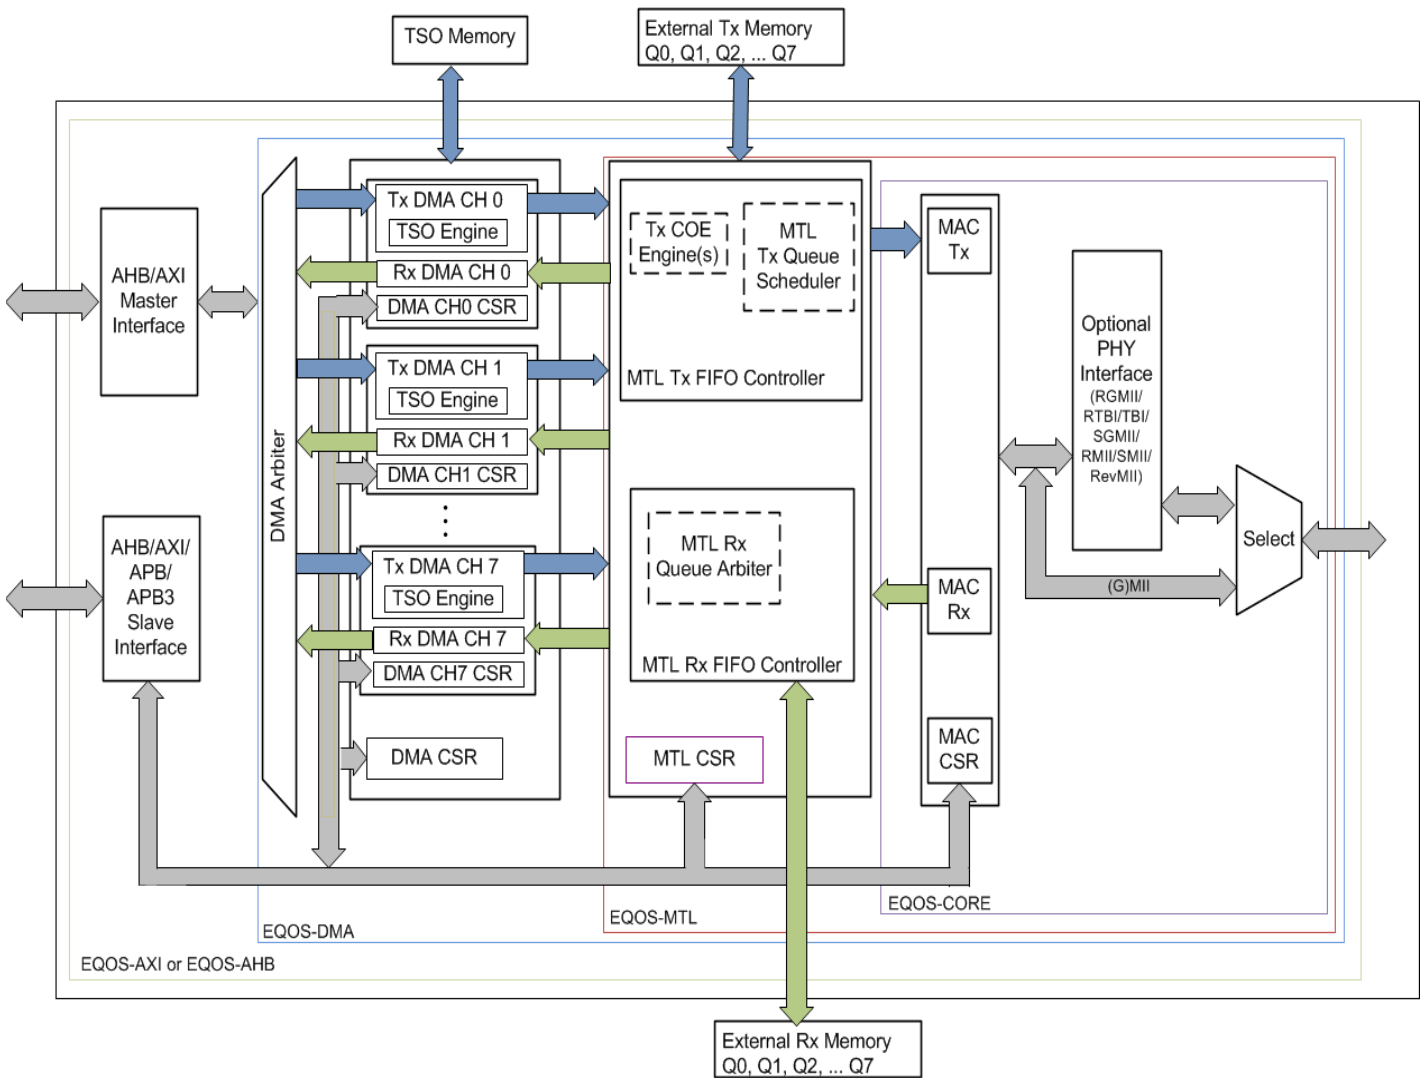 TSO Memory
External Tx Memory
Q0, Q1, Q2, ... Q7
AHB/AXI
Master
Interface
AHB/AXI/
APB/
APB3
Slave
Interface
DMA Arbiter
Tx DMA CH 0
TSO Engine
Rx DMA CH 0
DMA CH0 CSR
Tx DMA CH 1
TSO Engine
Rx DMA CH 1
DMA CH1 CSR
Tx DMA CH 7
TSO Engine
Rx DMA CH 7
DMA CH7 CSR
DMA CSR
Tx COE
Engine(s)
MTL
Tx Queue
Scheduler
MTL Tx FIFO Controller
MTL Rx
Queue Arbiter
MTL Rx FIFO Controller
MTL CSR
MAC
Tx
MAC
Rx
MAC
CSR
Optional
PHY
Interface
(RGMII/
RTBI/TBI/
SGMII/
RMII/SMII/
RevMII)
(G)MII
Select
EQOS-CORE
EQOS-MTL
EQOS-DMA
EQOS-AXI or EQOS-AHB
External Rx Memory
Q0, Q1, Q2, ... Q7